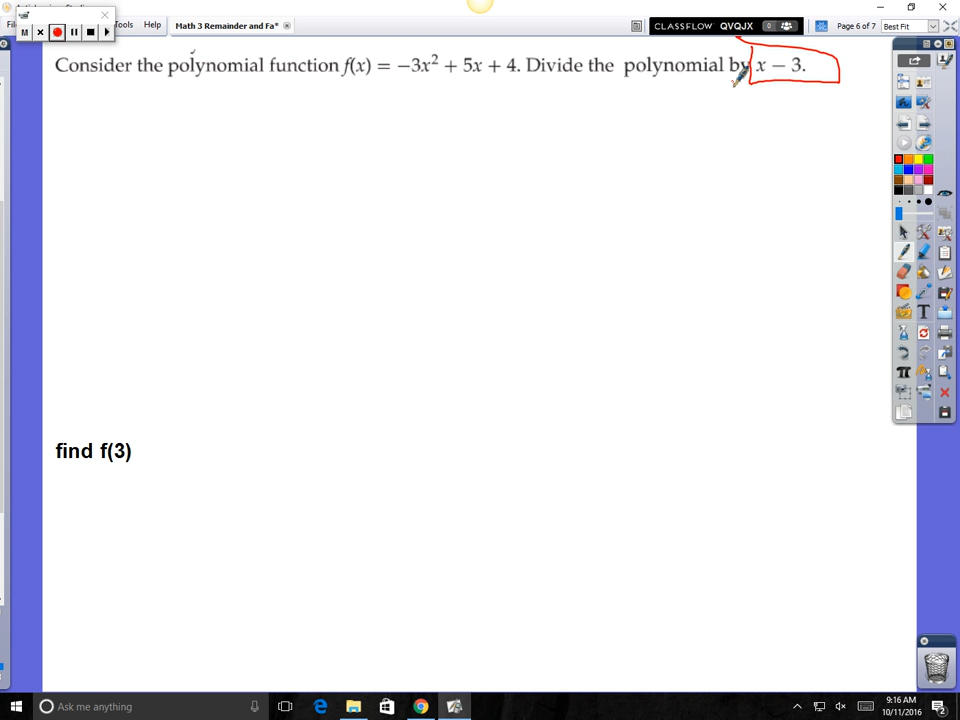 Tools Help Math 3 Remainder and Fa* CLASSFLOW QVQJX 0 Page 6 of 7 Best Fit
M
Consider the polynomial function f(x) = −3x² + 5x + 4. Divide the polynomial by x − 3.
find f(3)
Ask me anything
9:16 AM
10/11/2016
2